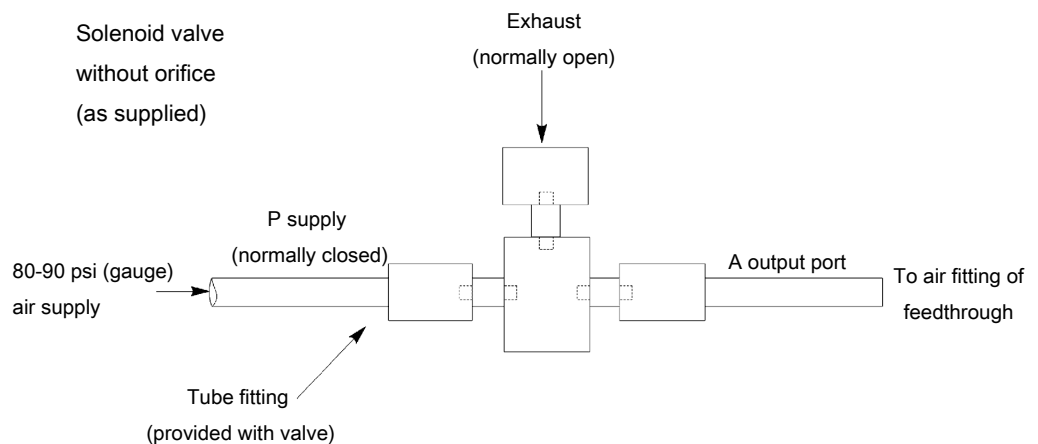 Solenoid valve
without orifice
(as supplied)
Exhaust
(normally open)
P supply
(normally closed)
80-90 psi (gauge)
air supply
A output port
To air fitting of
feedthrough
Tube fitting
(provided with valve)